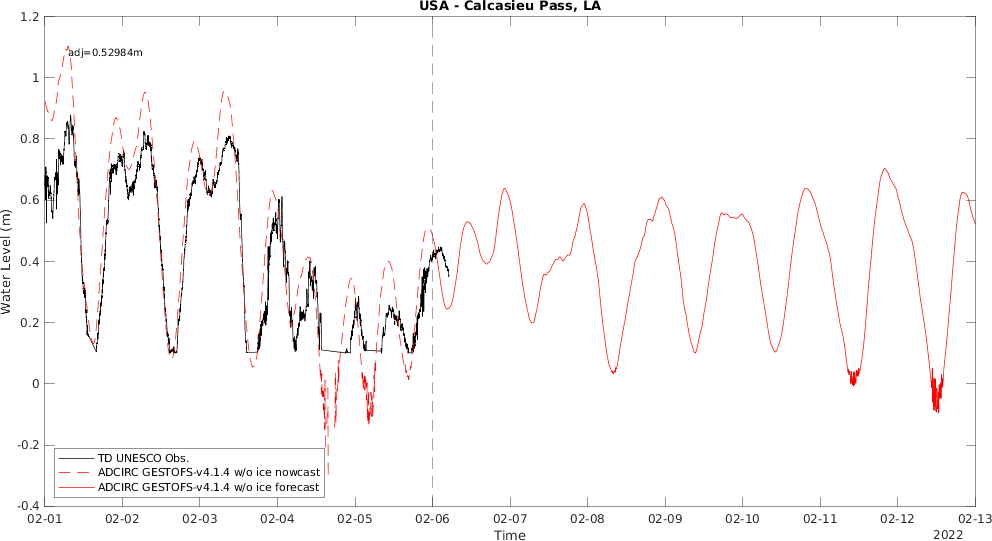 USA - Calcasieu Pass, LA
adj=0.52984m
Water Level (m)
1.2
1
0.8
0.6
0.4
0.2
0
-0.2
-0.4
TD UNESCO Obs.
ADCIRC GESTOFS-v4.1.4 w/o ice nowcast
ADCIRC GESTOFS-v4.1.4 w/o ice forecast
02-01 02-02 02-03 02-04 02-05 02-06 02-07 02-08 02-09 02-10 02-11 02-12 02-13
Time
2022